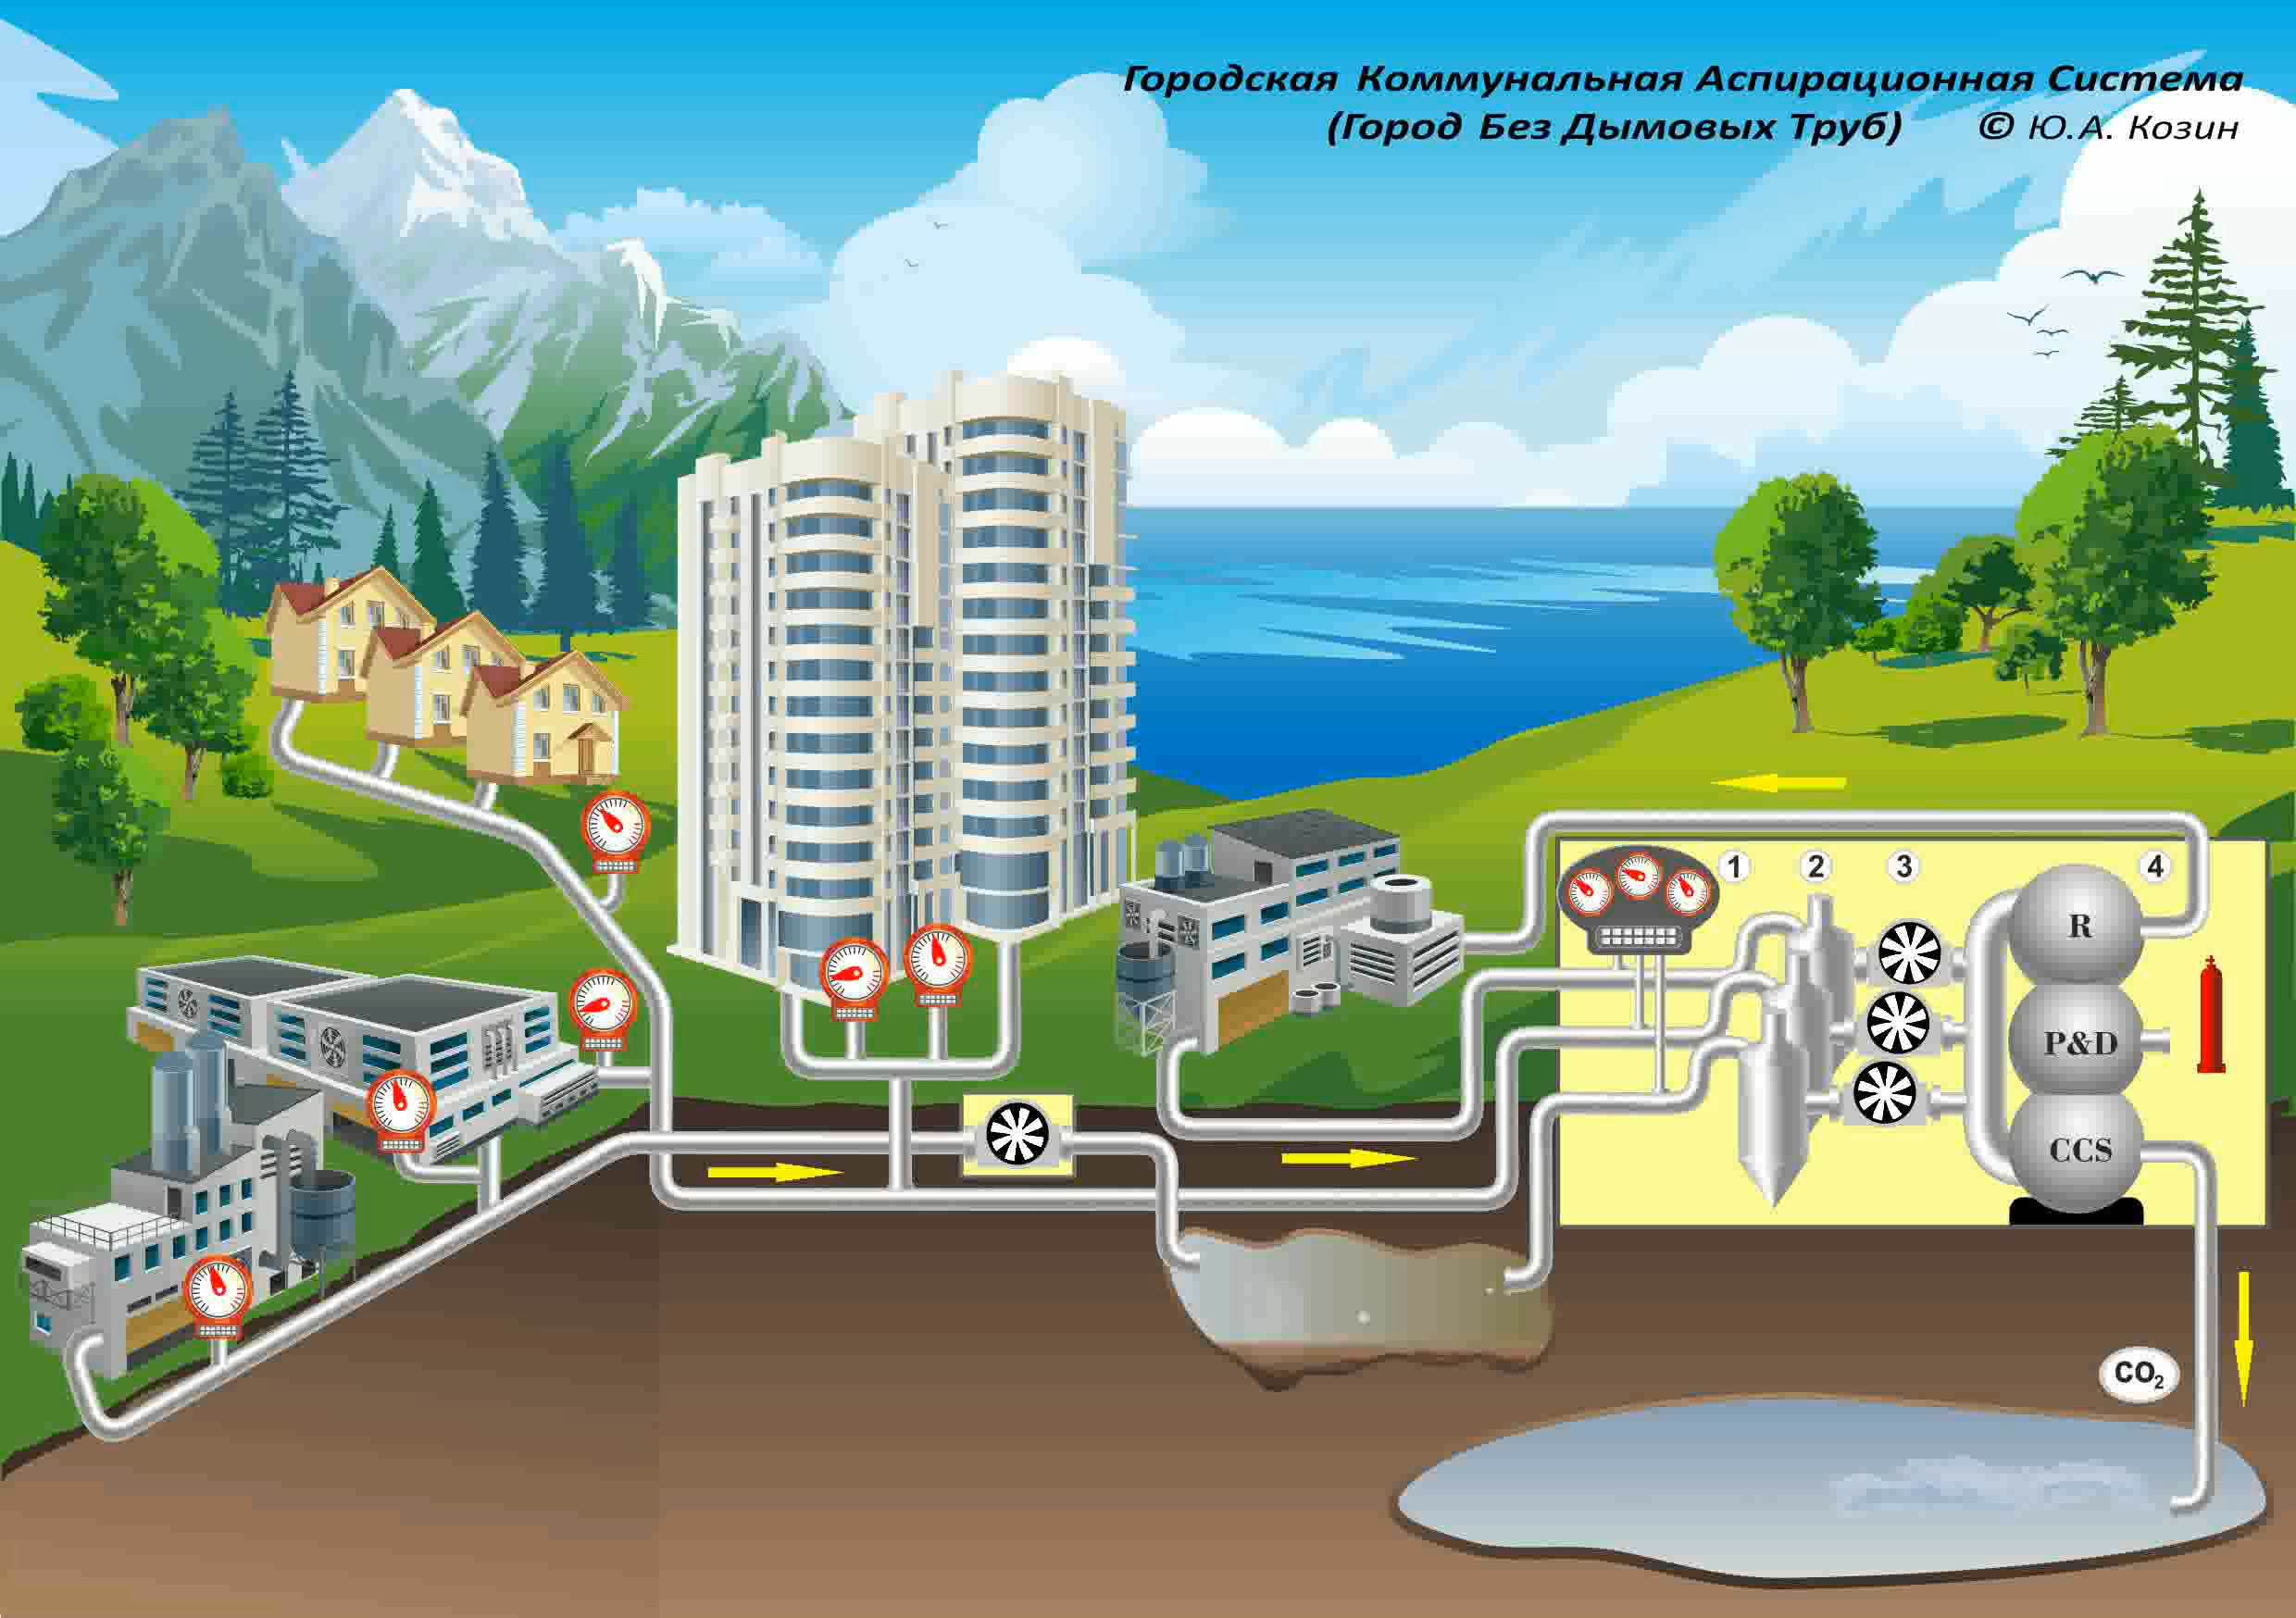 Городская Коммунальная Аспирационная Система
(Город Без Дымовых Труб) © Ю.А. Козин
1 2 3 4
R
P&D
CCS
CO₂